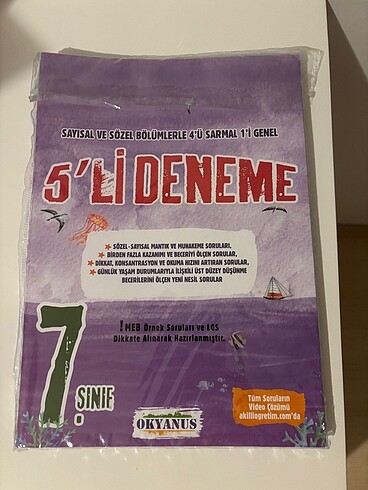 SAYISAL VE SÖZEL BÖLÜMLERLE 4'Ü SARMAL 1'İ GENEL
5'Lİ DENEME
SÖZEL-SAYISAL MANTIK VE MUHAKEME SORULARI,
BİRDEN FAZLA KAZANIMI VE BECERİYİ ÖLÇEN SORULAR,
DİKKAT, KONSANTRASYON VE OKUMA HIZINI ARTIRAN SORULAR,
GÜNLÜK YAŞAM DURUMLARIYLA İLİŞKİLİ ÜST DÜZEY DÜŞÜNME
BECERİLERİNİ ÖLÇEN YENİ NESİL SORULAR
! MEB Örnek Soruları ve LGS
Dikkate Alınarak Hazırlanmıştır.
7.
SINIF
Tüm Soruların
Video Çözümü
akilliogretim.com'da
OKYANUS